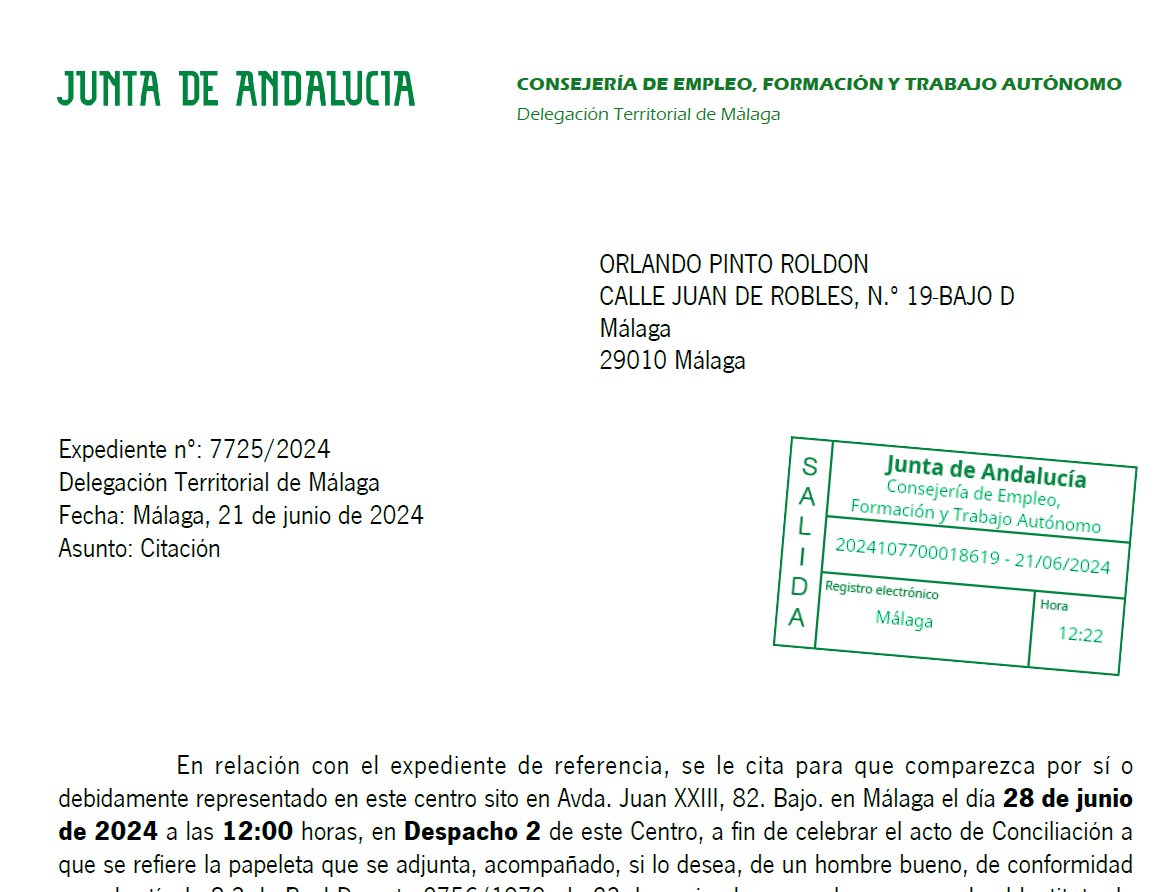 JUNTA DE ANDALUCIA
CONSEJERÍA DE EMPLEO, FORMACIÓN Y TRABAJO AUTÓNOMO
Delegación Territorial de Málaga
ORLANDO PINTO ROLDON
CALLE JUAN DE ROBLES, N.º 19-BAJO D
Málaga
29010 Málaga
Expediente nº: 7725/2024
Delegación Territorial de Málaga
Fecha: Málaga, 21 de junio de 2024
Asunto: Citación
SALIDA
Junta de Andalucía
Consejería de Empleo,
Formación y Trabajo Autónomo
2024107700018619 - 21/06/2024
Registro electrónico
Málaga
Hora
12:22
En relación con el expediente de referencia, se le cita para que comparezca por sí o
debidamente representado en este centro sito en Avda. Juan XXIII, 82. Bajo. en Málaga el día 28 de junio
de 2024 a las 12:00 horas, en Despacho 2 de este Centro, a fin de celebrar el acto de Conciliación a
que se refiere la papeleta que se adjunta, acompañado, si lo desea, de un hombre bueno, de conformidad